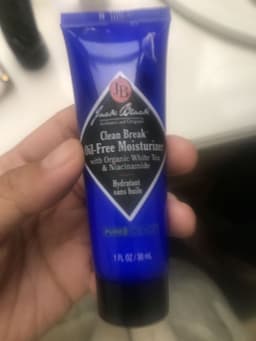 JB
Jack Black
Clean Break
Oil-Free Moisturizer
with Organic White Tea
& Niacinamide
Hydratant
sans huile
1 FL OZ / 30 mL